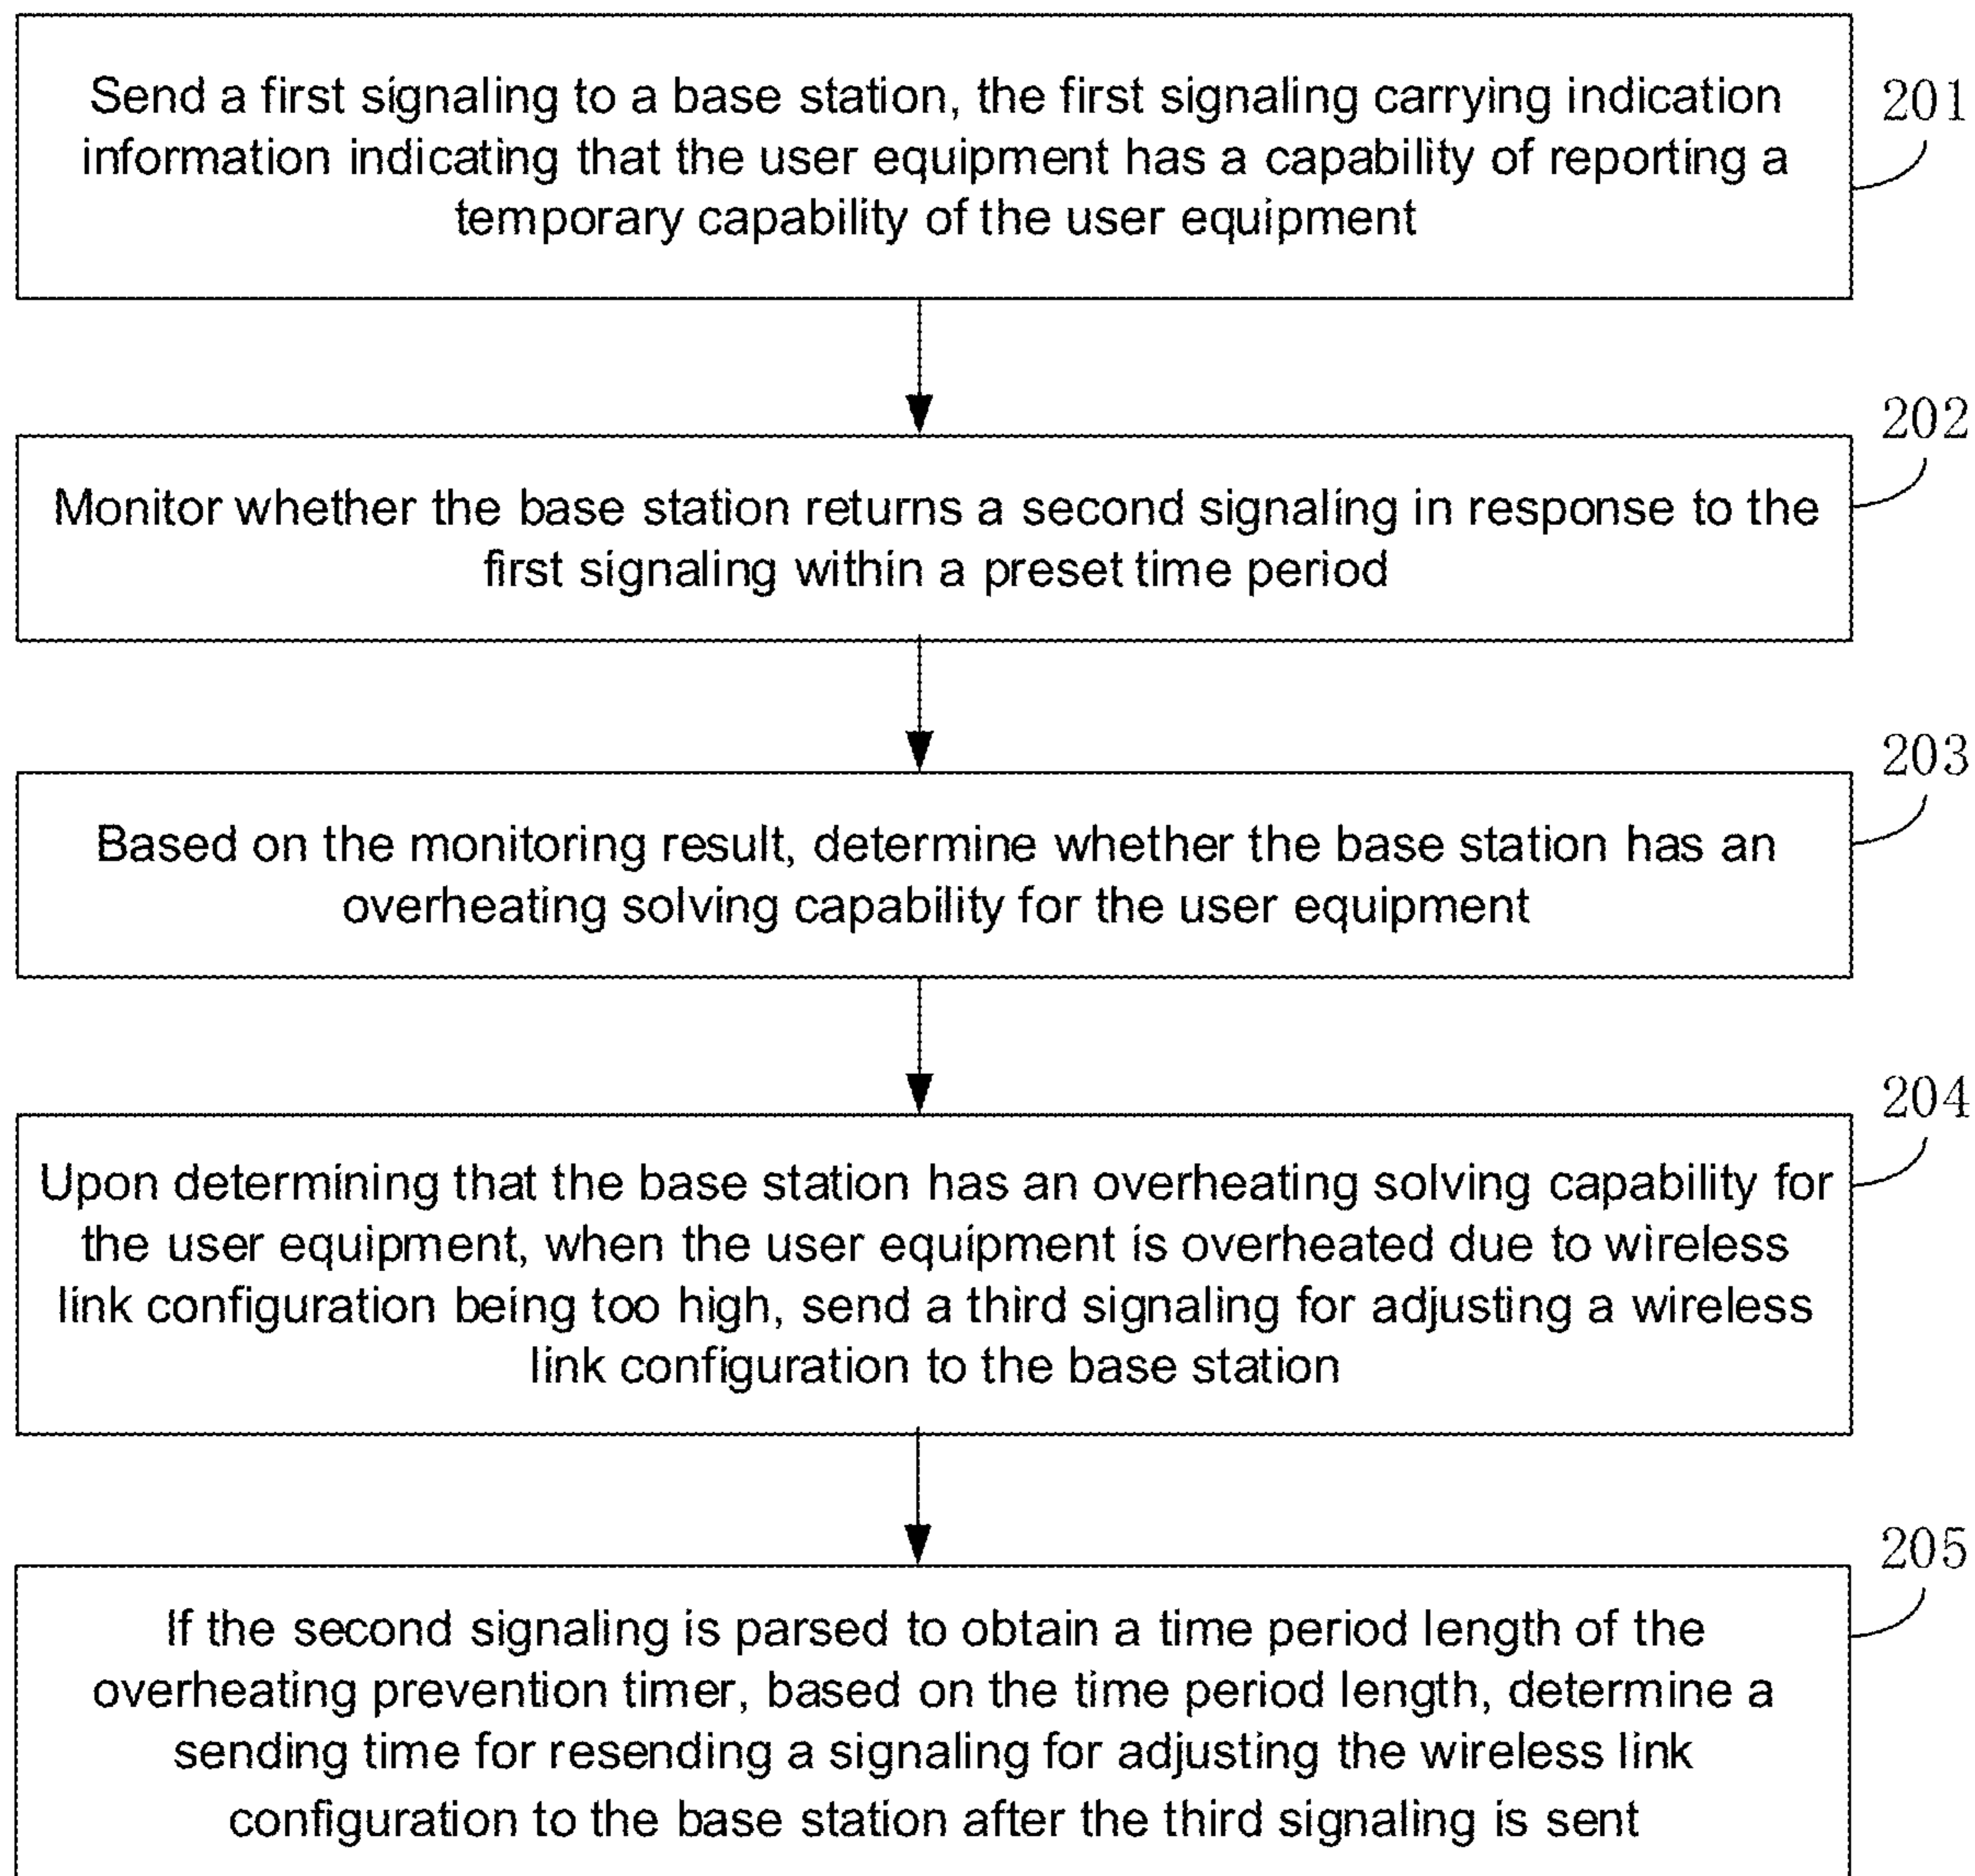 Send a first signaling to a base station, the first signaling carrying indication
information indicating that the user equipment has a capability of reporting a
temporary capability of the user equipment
201
202
Monitor whether the base station returns a second signaling in response to the
first signaling within a preset time period
203
Based on the monitoring result, determine whether the base station has an
overheating solving capability for the user equipment
204
Upon determining that the base station has an overheating solving capability for
the user equipment, when the user equipment is overheated due to wireless
link configuration being too high, send a third signaling for adjusting a wireless
link configuration to the base station
205
If the second signaling is parsed to obtain a time period length of the
overheating prevention timer, based on the time period length, determine a
sending time for resending a signaling for adjusting the wireless link
configuration to the base station after the third signaling is sent